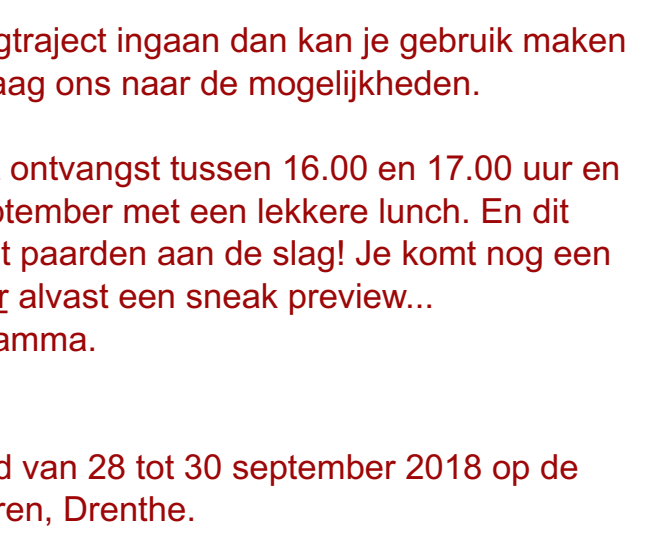 gtraject ingaan dan kan je gebruik maken
aag ons naar de mogelijkheden.
ontvangst tussen 16.00 en 17.00 uur en
tember met een lekkere lunch. En dit
t paarden aan de slag! Je komt nog een
r alvast een sneak preview...
amma.
d van 28 tot 30 september 2018 op de
ren, Drenthe.